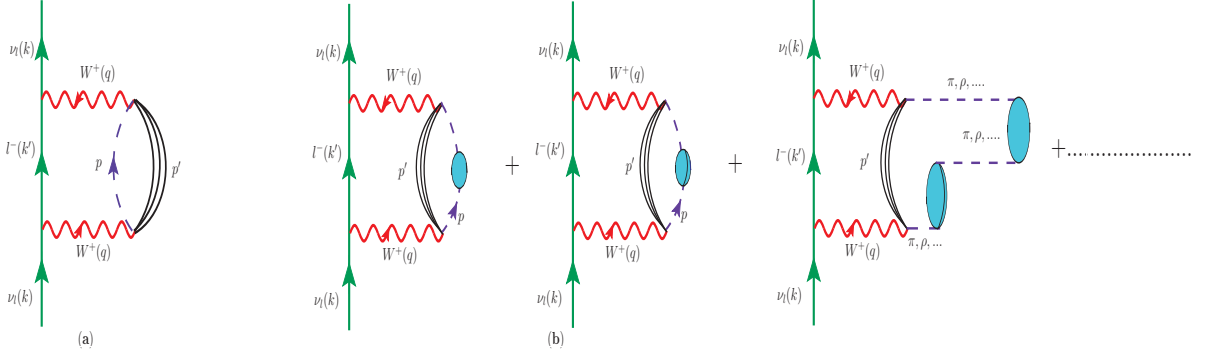 ν_l(k)
W⁺(q)
l⁻(k′)
p
p′
W⁺(q)
ν_l(k)
(a)
ν_l(k)
W⁺(q)
l⁻(k′)
p′
p
W⁺(q)
ν_l(k)
+
ν_l(k)
W⁺(q)
l⁻(k′)
p′
p
W⁺(q)
ν_l(k)
(b)
+
ν_l(k)
W⁺(q)
π, ρ, ....
π, ρ, ....
l⁻(k′)
p′
π, ρ, ...
W⁺(q)
ν_l(k)
+........................